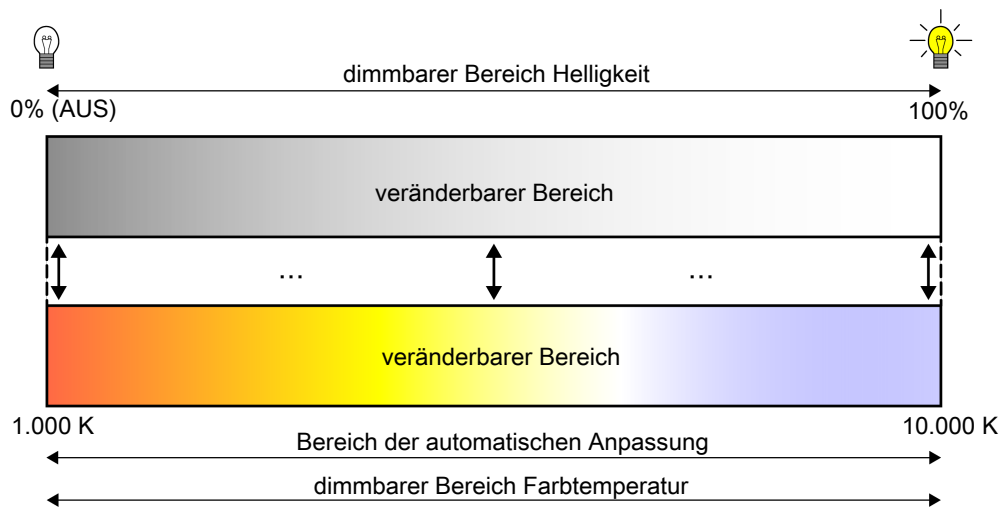 dimmbarer Bereich Helligkeit
0% (AUS)
100%
veränderbarer Bereich
... ...
veränderbarer Bereich
1.000 K
10.000 K
Bereich der automatischen Anpassung
dimmbarer Bereich Farbtemperatur